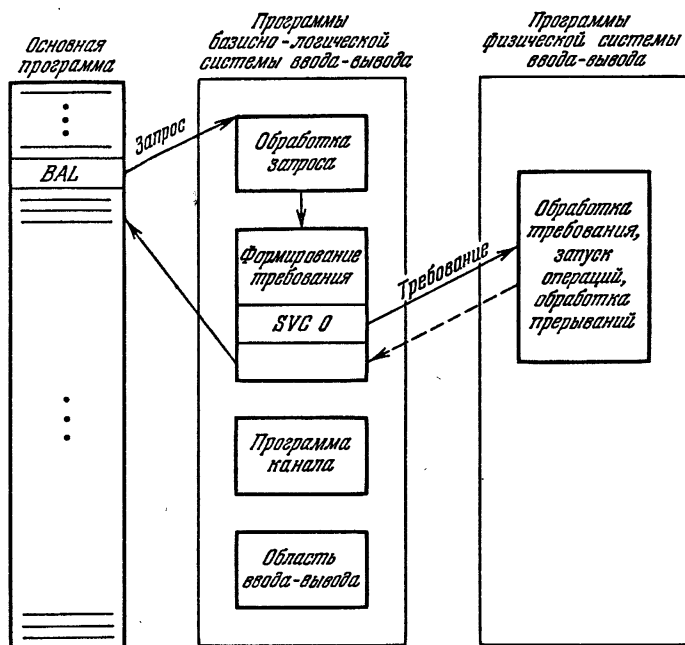 Основная
программа
Программы
базисно-логической
системы ввода-вывода
Программы
физической системы
ввода-вывода
BAL
Запрос
Обработка
запроса
Формирование
требования
SVC 0
Требование
Обработка
требования,
запуск
операций,
обработка
прерываний
Программа
канала
Область
ввода-вывода